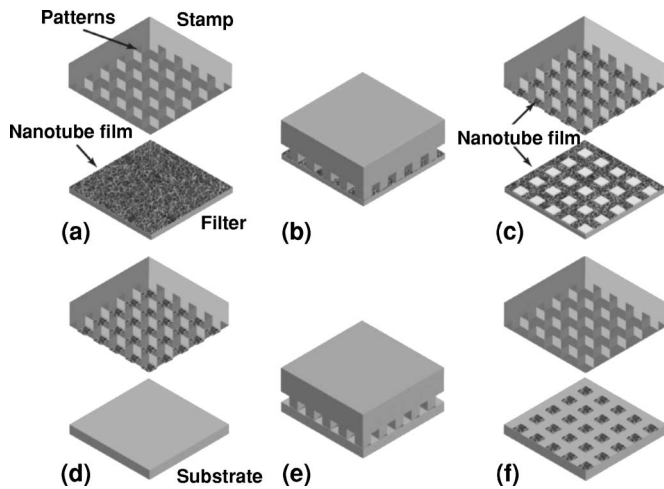 Patterns
Stamp
Nanotube film
Nanotube film
Filter
(a)
(b)
(c)
(d)
Substrate
(e)
(f)